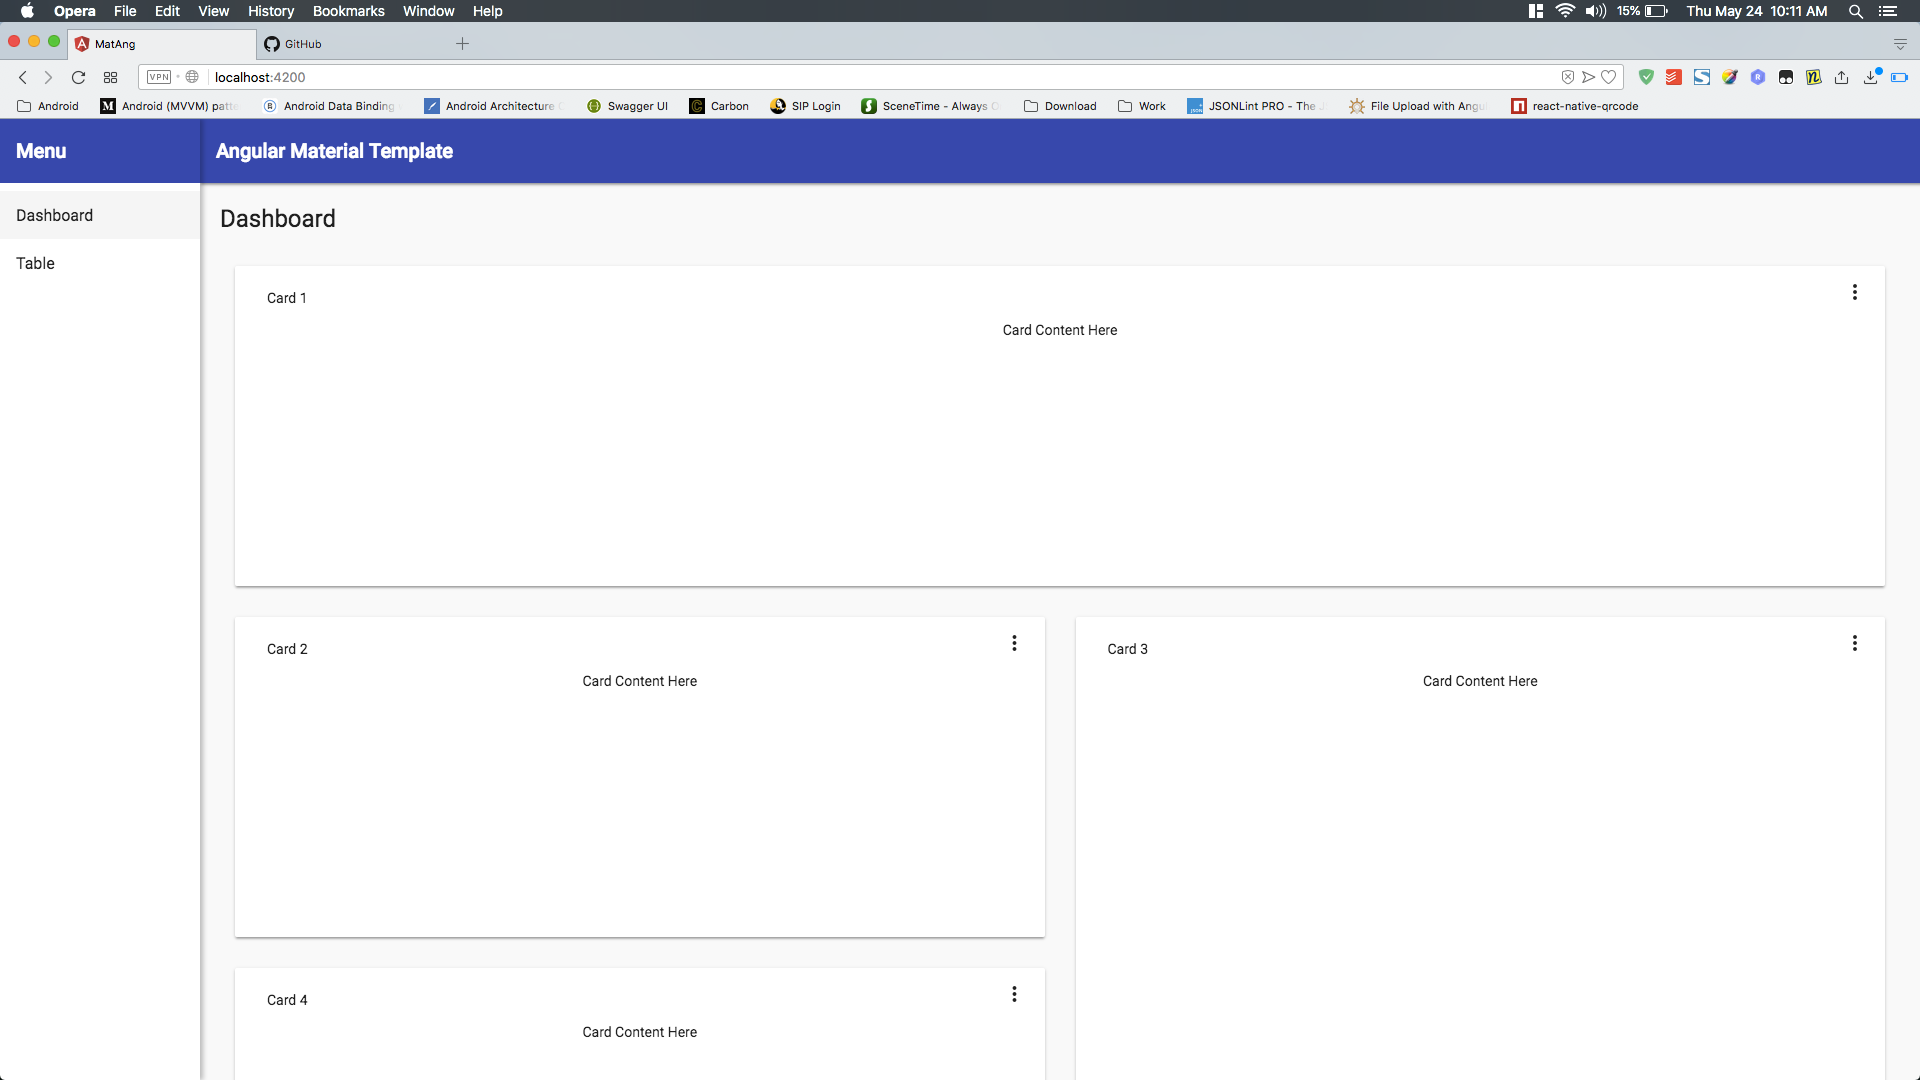 Opera File Edit View History Bookmarks Window Help 15% Thu May 24 10:11 AM
MatAng GitHub
VPN localhost:4200
Android Android (MVVM) patte Android Data Binding Android Architecture Swagger UI Carbon SIP Login SceneTime - Always Download Work JSONLint PRO - The File Upload with Angu react-native-qrcode
Menu Angular Material Template
Dashboard
Table
Dashboard
Card 1
Card Content Here
Card 2
Card Content Here
Card 3
Card Content Here
Card 4
Card Content Here